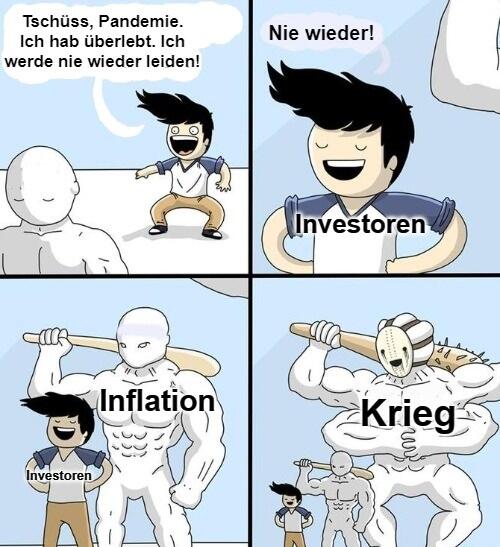 Tschüss, Pandemie.
Ich hab überlebt. Ich
werde nie wieder leiden!
Nie wieder!
Investoren
Inflation
Investoren
Krieg